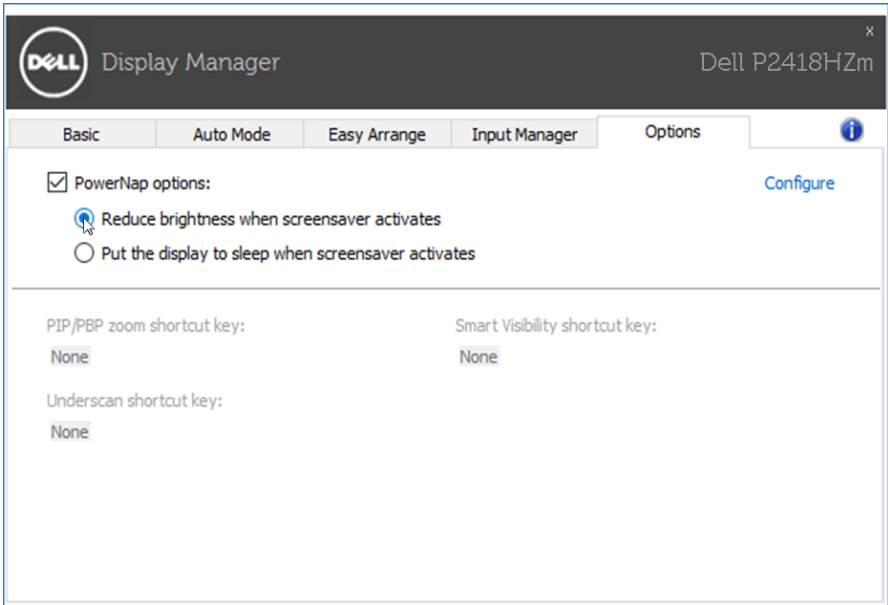 x
DELL Display Manager Dell P2418HZm
Basic Auto Mode Easy Arrange Input Manager Options i
PowerNap options: Configure
Reduce brightness when screensaver activates
Put the display to sleep when screensaver activates
PIP/PBP zoom shortcut key: Smart Visibility shortcut key:
None None
Underscan shortcut key:
None